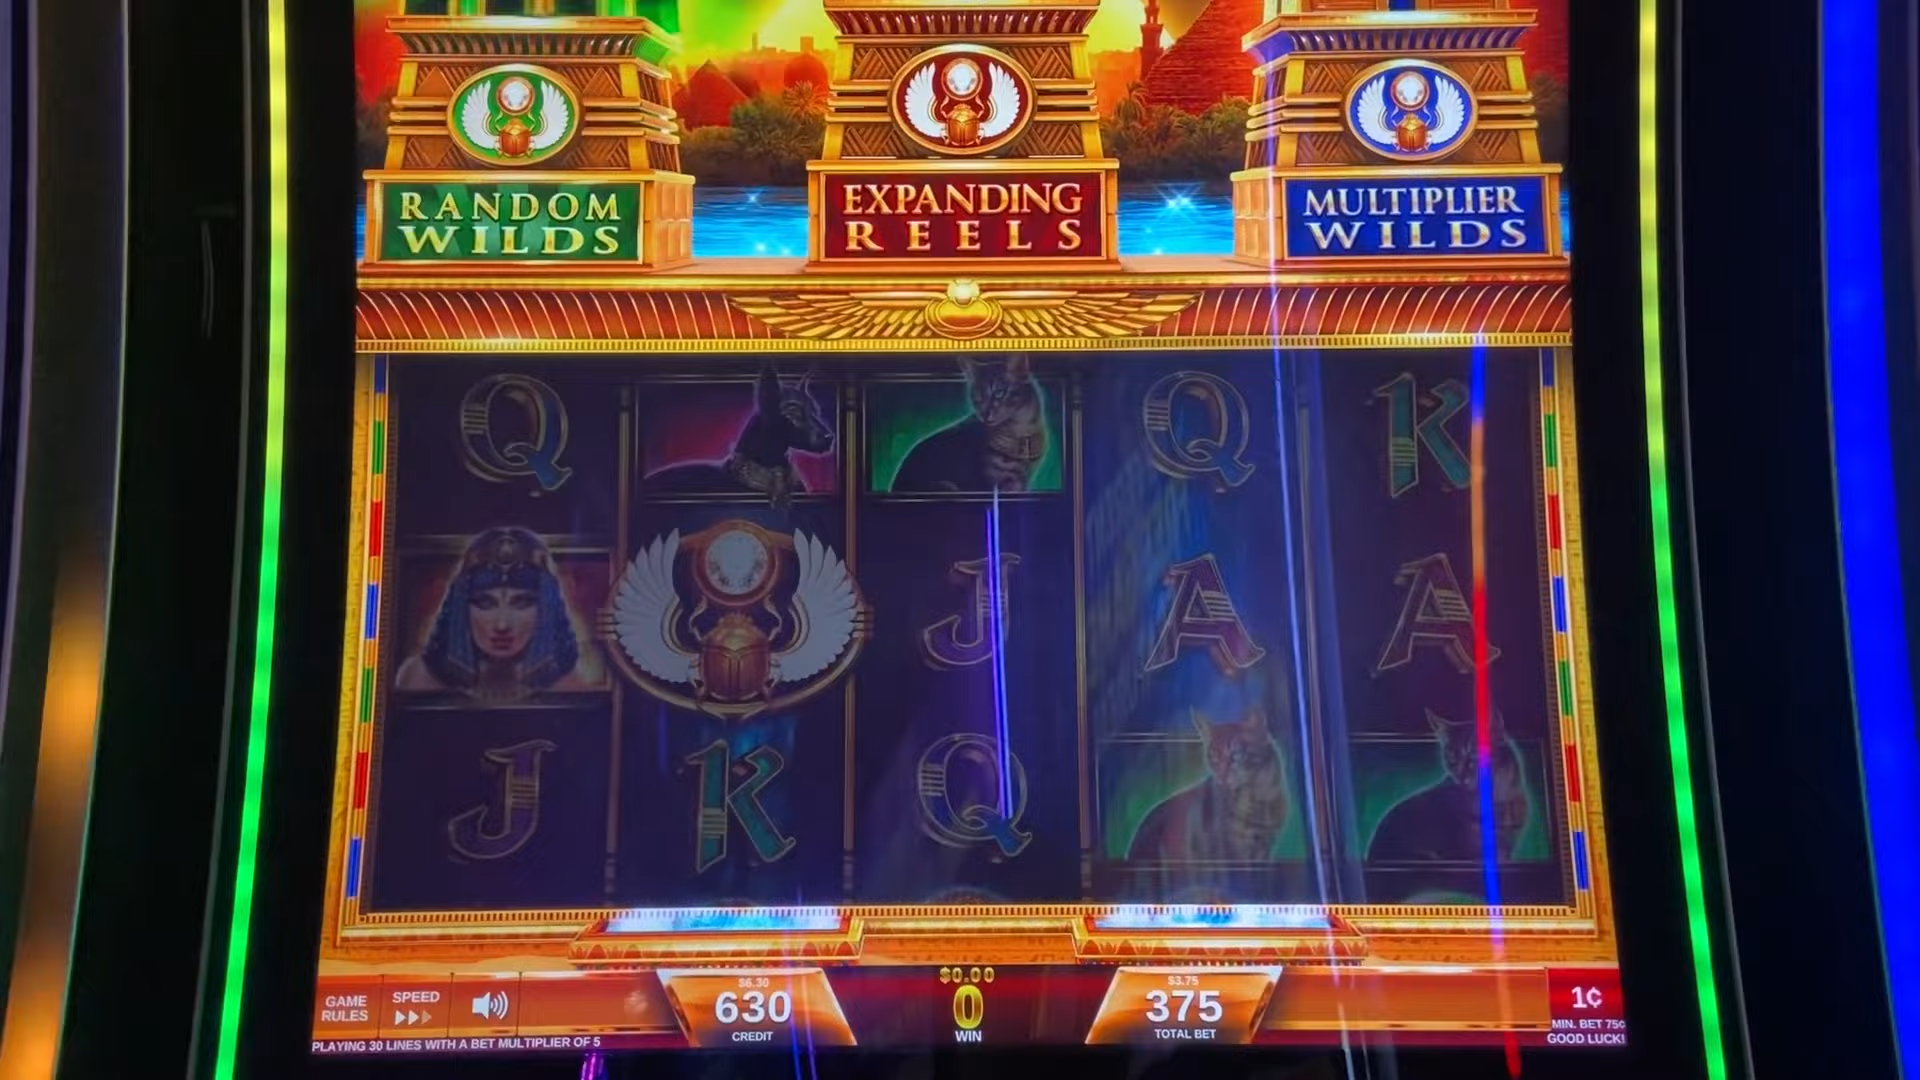 RANDOM
WILDS
EXPANDING
REELS
MULTIPLIER
WILDS
Q
Q
K
J
A
A
J
K
Q
GAME
RULES
SPEED
$6.30
630
CREDIT
$0.00
0
WIN
$3.75
375
TOTAL BET
1¢
MIN. BET 75¢
GOOD LUCK!
PLAYING 30 LINES WITH A BET MULTIPLIER OF 5